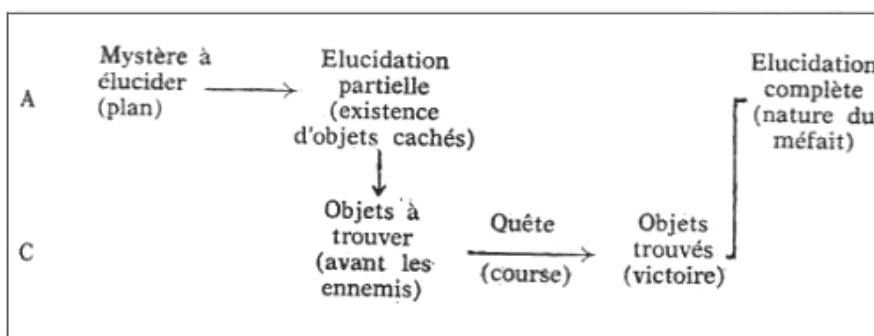 Mystère à
élucider
(plan)
Elucidation
partielle
(existence
d'objets cachés)
Elucidation
complète
(nature du
méfait)
A
Objets à
trouver
(avant les
ennemis)
Quête
(course)
Objets
trouvés
(victoire)
C